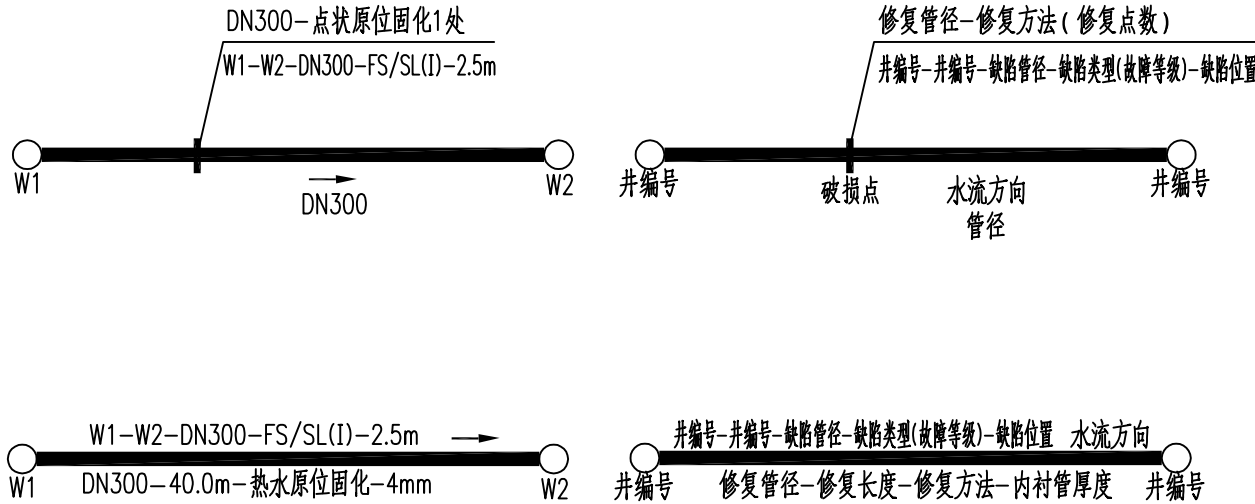 DN300-点状原位固化1处
W1-W2-DN300-FS/SL(I)-2.5m
W1
W2
DN300
修复管径-修复方法(修复点数)
井编号-井编号-缺陷管径-缺陷类型(故障等级)-缺陷位置
井编号
破损点
水流方向
井编号
管径
W1-W2-DN300-FS/SL(I)-2.5m
W1
DN300-40.0m-热水原位固化-4mm
W2
井编号-井编号-缺陷管径-缺陷类型(故障等级)-缺陷位置
水流方向
井编号
修复管径-修复长度-修复方法-内衬管厚度
井编号